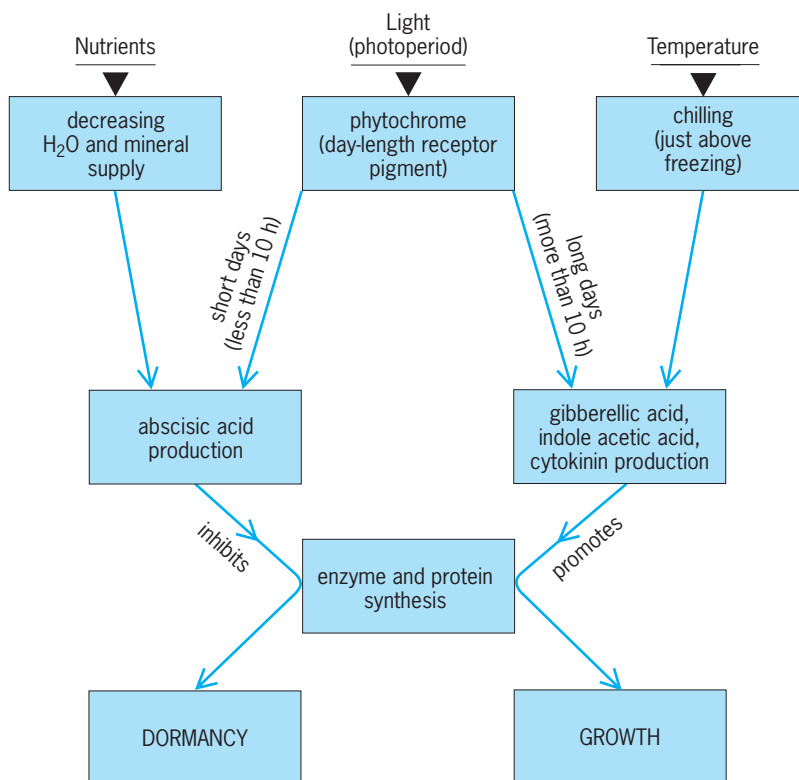 Nutrients
Light
(photoperiod)
Temperature
decreasing
H₂O and mineral
supply
phytochrome
(day-length receptor
pigment)
chilling
(just above
freezing)
short days
(less than 10 h)
long days
(more than 10 h)
abscisic acid
production
gibberellic acid,
indole acetic acid,
cytokinin production
inhibits
enzyme and protein
synthesis
promotes
DORMANCY
GROWTH